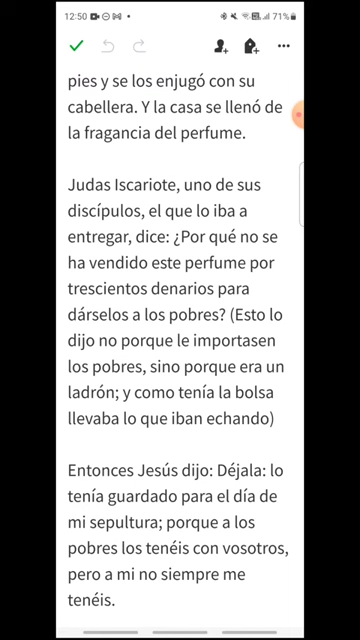 12:50
71%
pies y se los enjugó con su
cabellera. Y la casa se llenó de
la fragancia del perfume.
Judas Iscariote, uno de sus
discípulos, el que lo iba a
entregar, dice: ¿Por qué no se
ha vendido este perfume por
trescientos denarios para
dárselos a los pobres? (Esto lo
dijo no porque le importasen
los pobres, sino porque era un
ladrón; y como tenía la bolsa
llevaba lo que iban echando)
Entonces Jesús dijo: Déjala: lo
tenía guardado para el día de
mi sepultura; porque a los
pobres los tenéis con vosotros,
pero a mi no siempre me
tenéis.